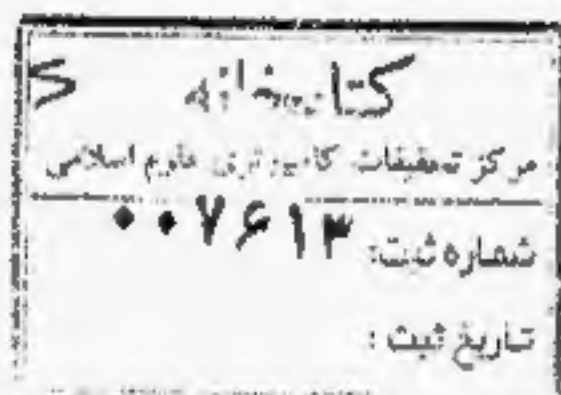 کتابخانه
مرکز تحقیقات کامپیوتری علوم اسلامی
شماره ثبت: ۰۰۷۶۱۳
تاریخ ثبت :